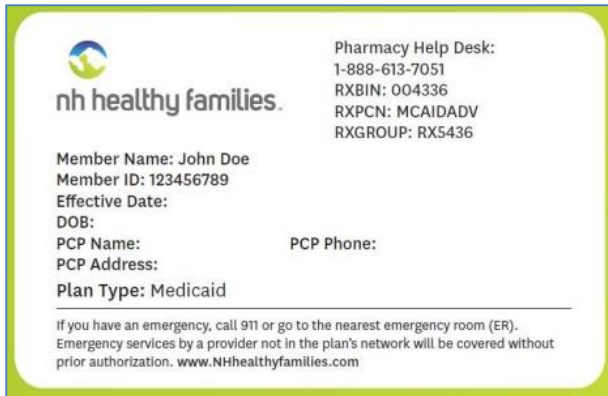 nh healthy families™
Pharmacy Help Desk:
1-888-613-7051
RXBIN: 004336
RXPCN: MCAIDADV
RXGROUP: RX5436
Member Name: John Doe
Member ID: 123456789
Effective Date:
DOB:
PCP Name: PCP Phone:
PCP Address:
Plan Type: Medicaid
If you have an emergency, call 911 or go to the nearest emergency room (ER).
Emergency services by a provider not in the plan's network will be covered without
prior authorization. www.NHhealthyfamilies.com